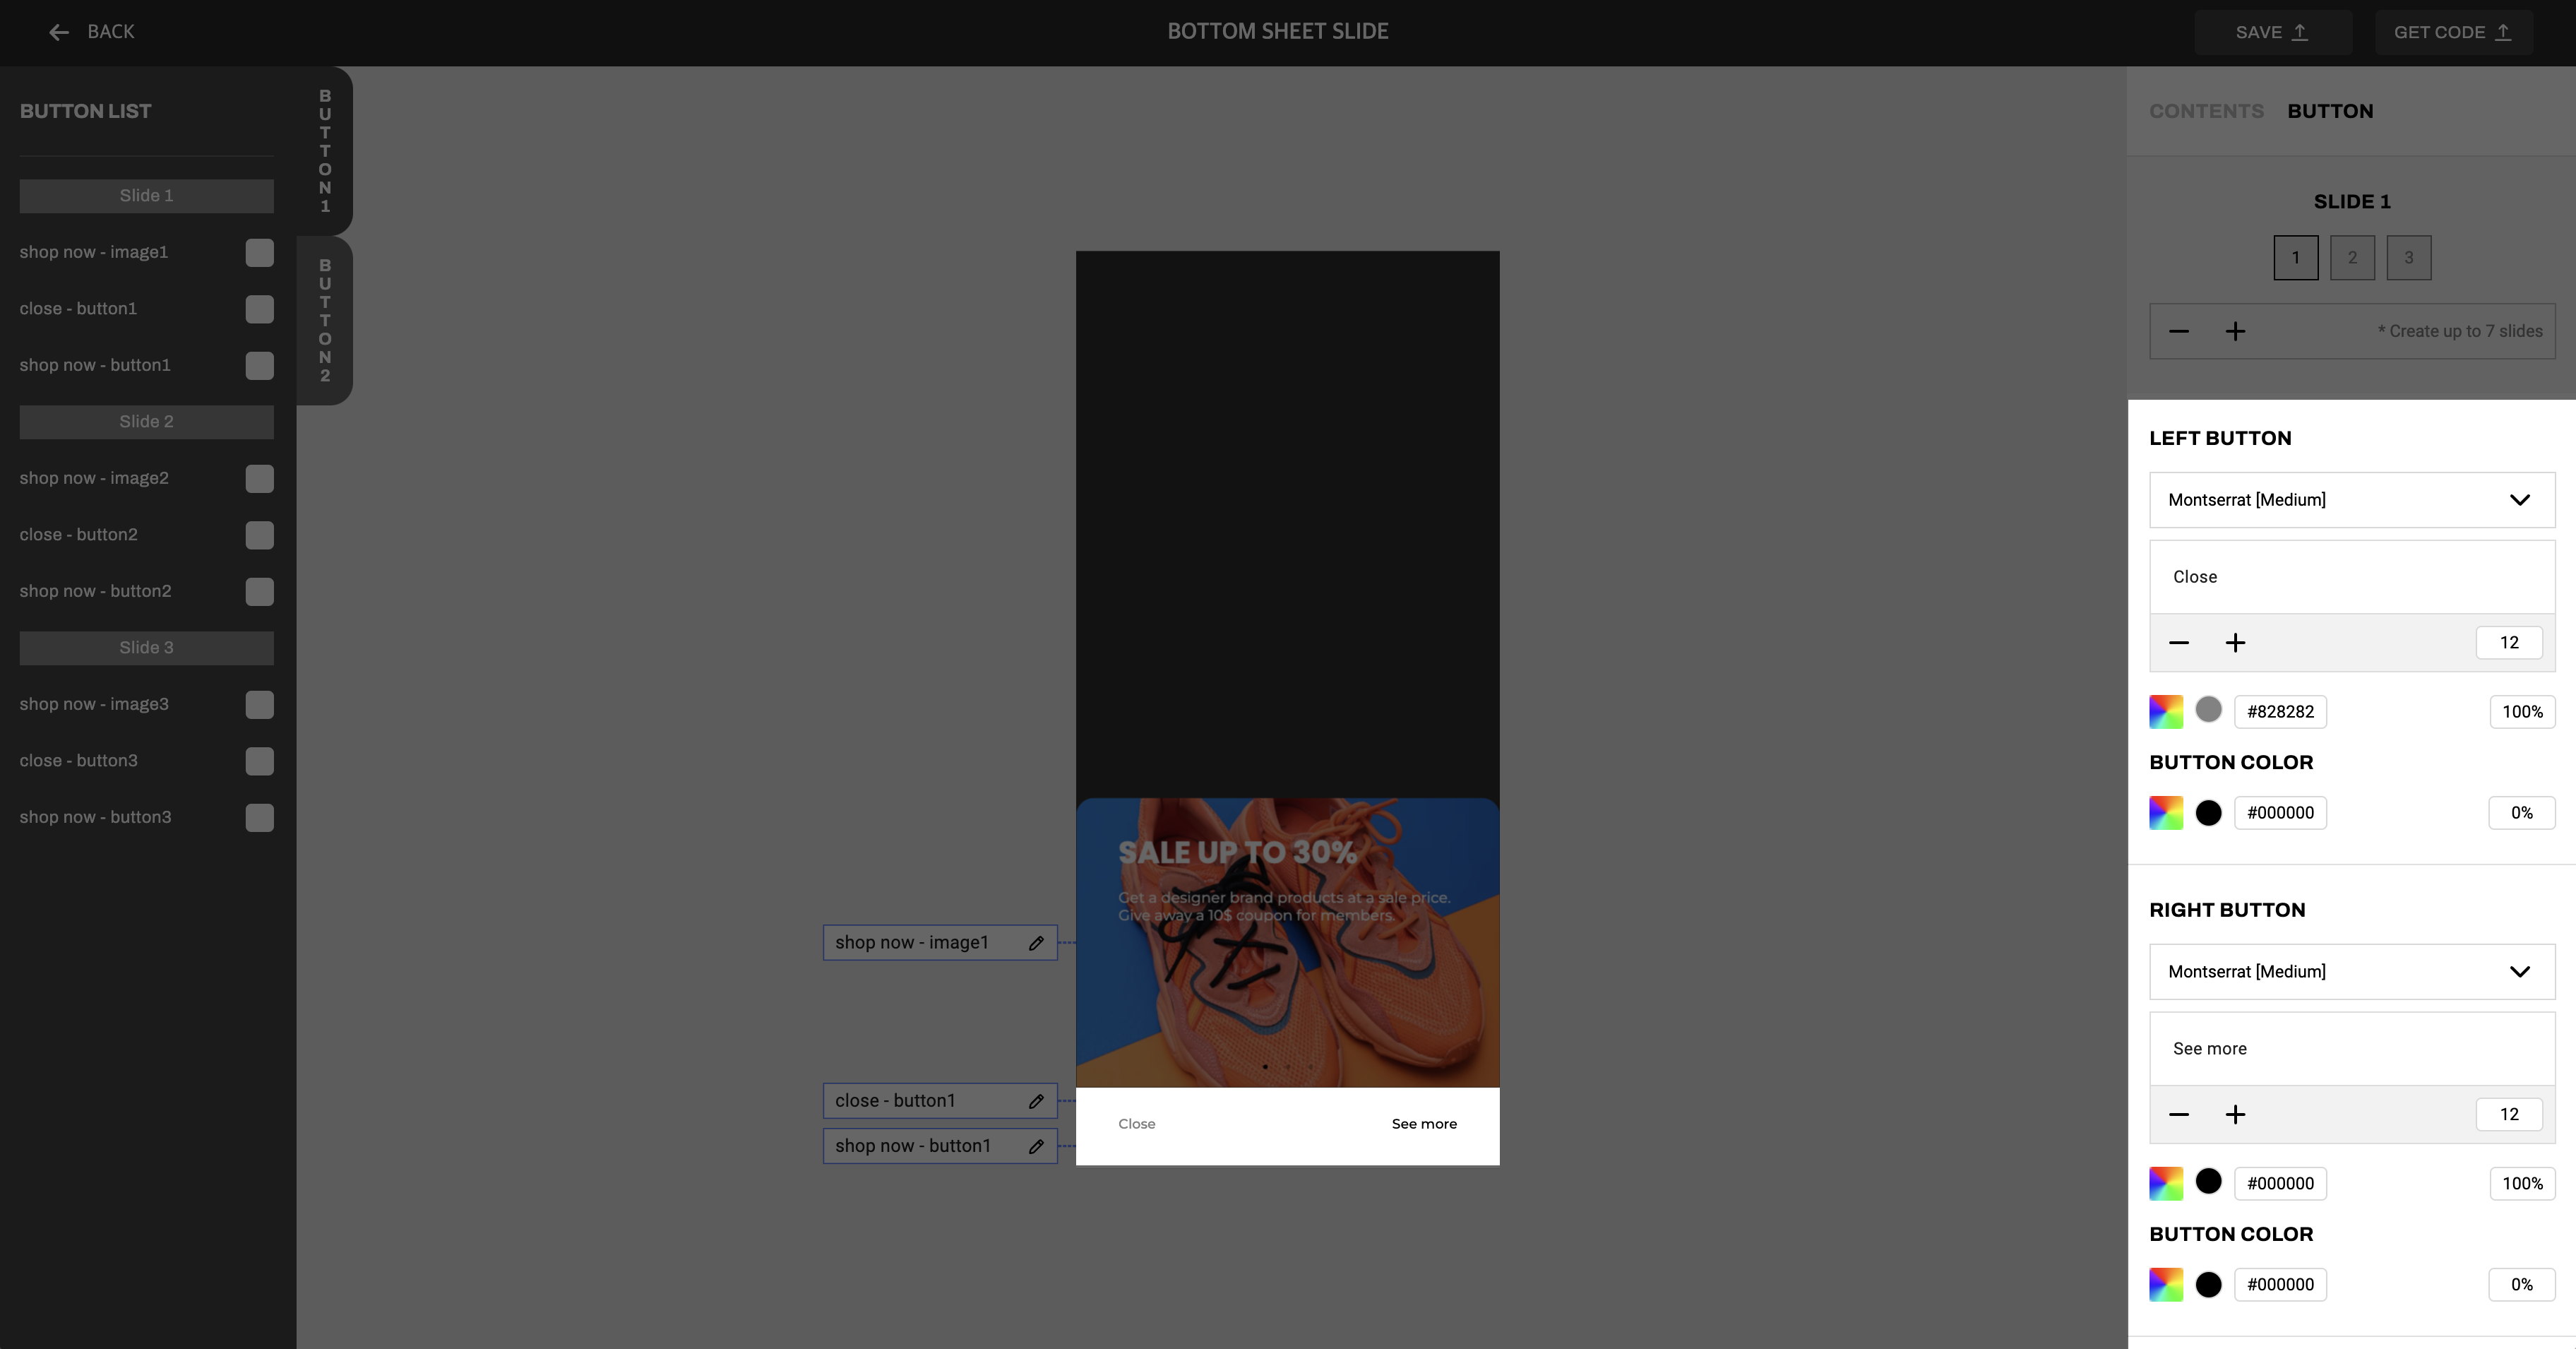 BACK
BOTTOM SHEET SLIDE
SAVE
GET CODE
BUTTON LIST
Slide 1
shop now - image1
close - button1
shop now - button1
Slide 2
shop now - image2
close - button2
shop now - button2
Slide 3
shop now - image3
close - button3
shop now - button3
BUTTON1
BUTTON2
shop now - image1
close - button1
shop now - button1
SALE UP TO 30%
Get a designer brand products at a sale price.
Give away a 10$ coupon for members.
Close
See more
CONTENTS
BUTTON
SLIDE 1
1 2 3
* Create up to 7 slides
LEFT BUTTON
Montserrat [Medium]
Close
12
#828282
100%
BUTTON COLOR
#000000
0%
RIGHT BUTTON
Montserrat [Medium]
See more
12
#000000
100%
BUTTON COLOR
#000000
0%